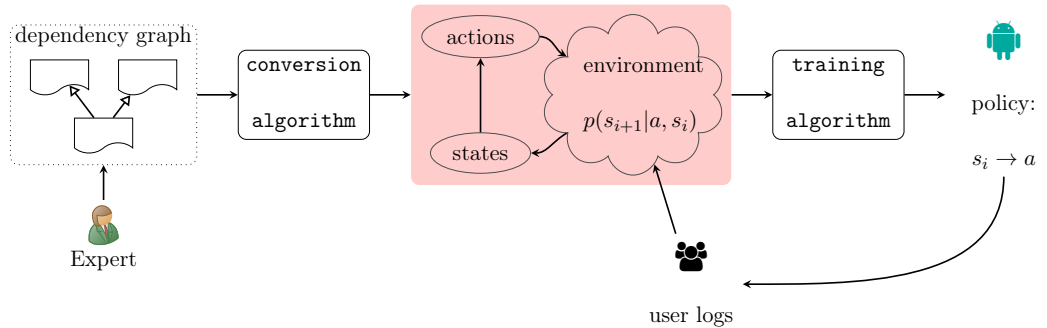 dependency graph
Expert
conversion
algorithm
actions
states
environment
p(s_{i+1}|a, s_i)
training
algorithm
policy:
s_i → a
user logs